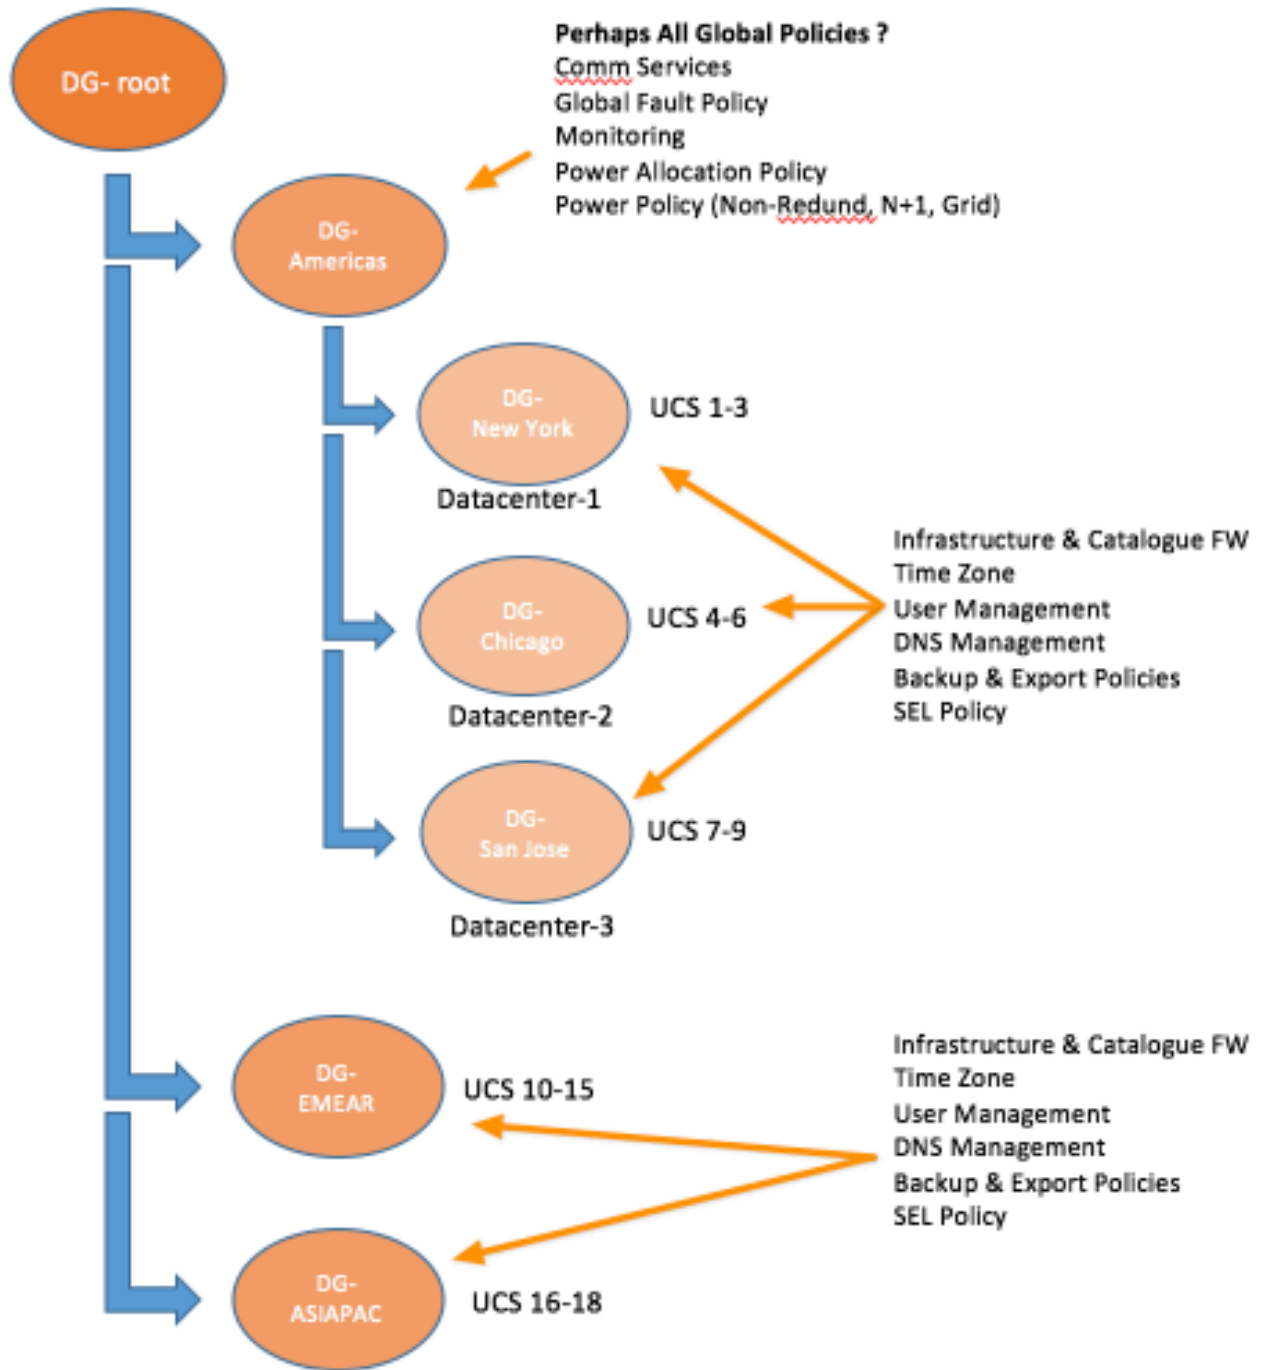 DG- root
Perhaps All Global Policies ?
Comm Services
Global Fault Policy
Monitoring
Power Allocation Policy
Power Policy (Non-Redund, N+1, Grid)
DG-
Americas
DG-
New York
UCS 1-3
Datacenter-1
DG-
Chicago
UCS 4-6
Datacenter-2
DG-
San Jose
UCS 7-9
Datacenter-3
Infrastructure & Catalogue FW
Time Zone
User Management
DNS Management
Backup & Export Policies
SEL Policy
DG-
EMEAR
UCS 10-15
DG-
ASIAPAC
UCS 16-18
Infrastructure & Catalogue FW
Time Zone
User Management
DNS Management
Backup & Export Policies
SEL Policy